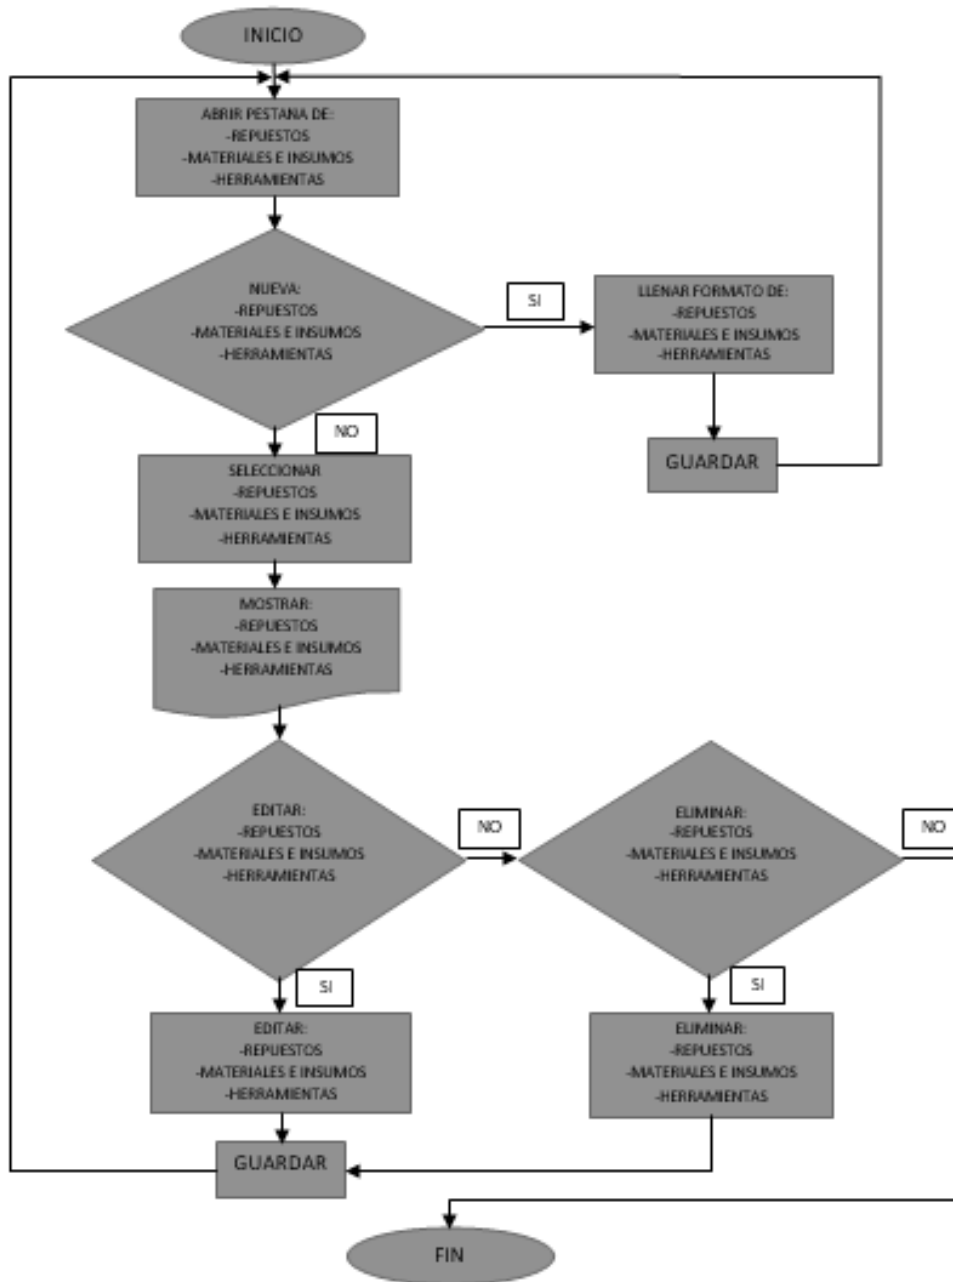 INICIO
ABRIR PESTANA DE:
-REPUESTOS
-MATERIALES E INSUMOS
-HERRAMIENTAS
NUEVA:
-REPUESTOS
-MATERIALES E INSUMOS
-HERRAMIENTAS
SI
LLENAR FORMATO DE:
-REPUESTOS
-MATERIALES E INSUMOS
-HERRAMIENTAS
GUARDAR
NO
SELECCIONAR
-REPUESTOS
-MATERIALES E INSUMOS
-HERRAMIENTAS
MOSTRAR:
-REPUESTOS
-MATERIALES E INSUMOS
-HERRAMIENTAS
EDITAR:
-REPUESTOS
-MATERIALES E INSUMOS
-HERRAMIENTAS
NO
ELIMINAR:
-REPUESTOS
-MATERIALES E INSUMOS
-HERRAMIENTAS
NO
SI
EDITAR:
-REPUESTOS
-MATERIALES E INSUMOS
-HERRAMIENTAS
SI
ELIMINAR:
-REPUESTOS
-MATERIALES E INSUMOS
-HERRAMIENTAS
GUARDAR
FIN